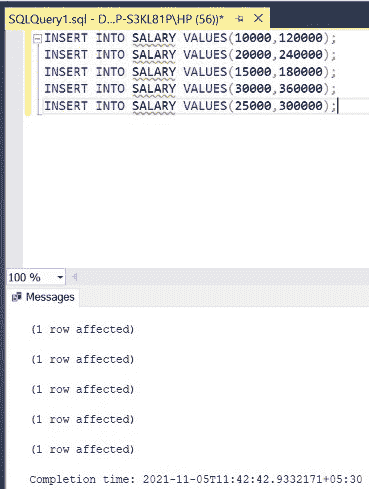 SQLQuery1.sql - D...P-S3KL81P\HP (56))*
INSERT INTO SALARY VALUES(10000,120000);
INSERT INTO SALARY VALUES(20000,240000);
INSERT INTO SALARY VALUES(15000,180000);
INSERT INTO SALARY VALUES(30000,360000);
INSERT INTO SALARY VALUES(25000,300000);
100 %
Messages
(1 row affected)
(1 row affected)
(1 row affected)
(1 row affected)
(1 row affected)
Completion time: 2021-11-05T11:42:42.9332171+05:30